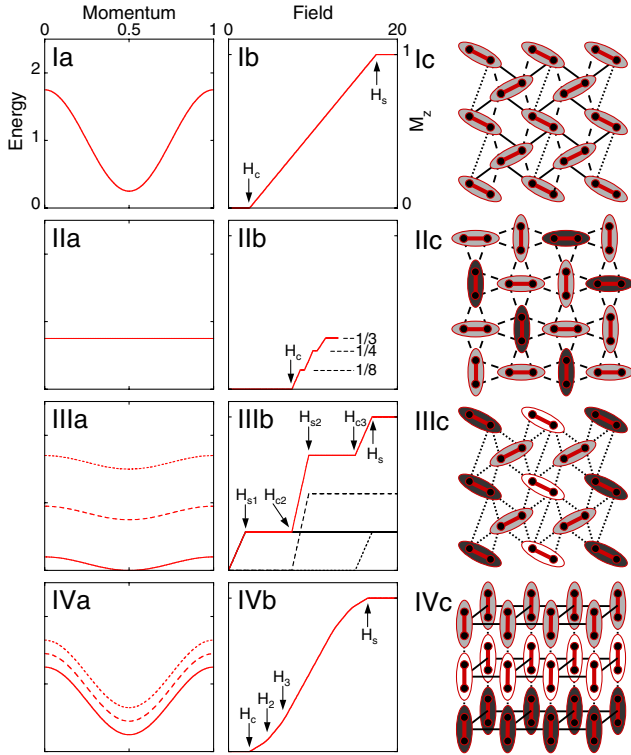 Momentum Field
0 0.5 1 0 20
Ia Ib Ic
2 1
Energy
1
H_s
M_z
H_c
0 0
IIa IIb IIc
H_c
1/3
1/4
1/8
IIIa IIIb IIIc
H_s2 H_c3
H_s
H_s1 H_c2
IVa IVb IVc
H_s
H_3
H_2
H_c